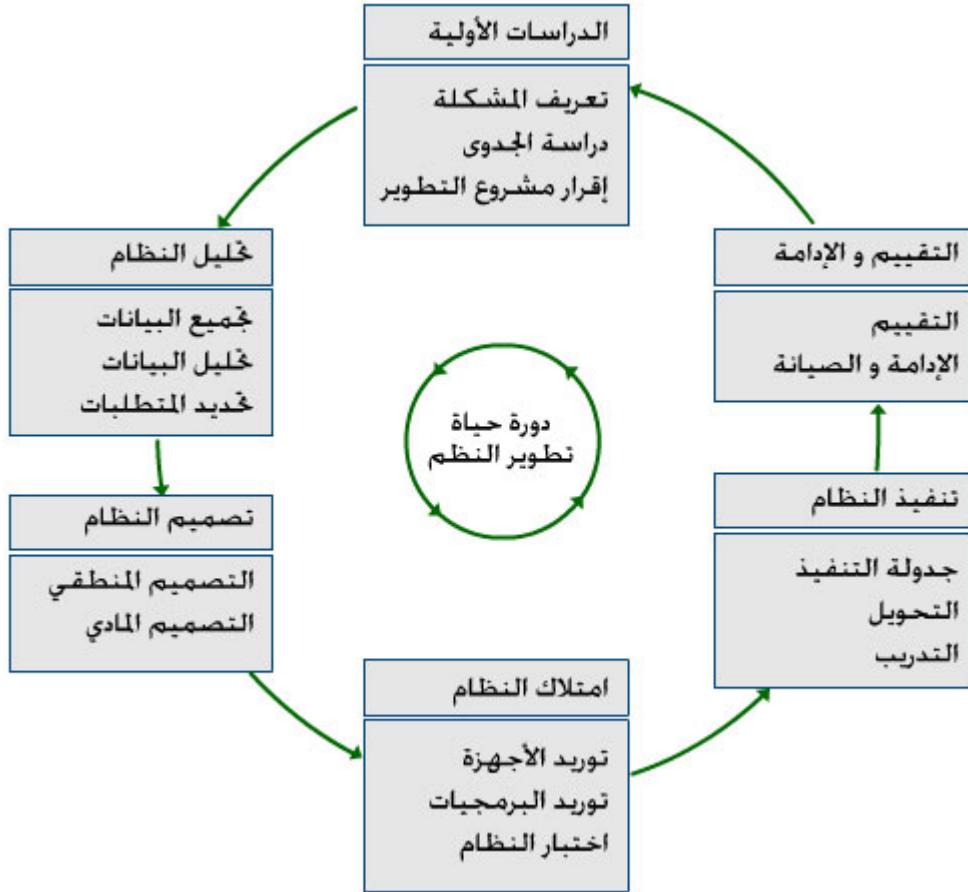 الدراسات الأولية
تعريف المشكلة
دراسة الجدوى
إقرار مشروع التطوير
تحليل النظام
تجميع البيانات
تحليل البيانات
تحديد المتطلبات
تصميم النظام
التصميم المنطقي
التصميم المادي
امتلاك النظام
توريد الأجهزة
توريد البرمجيات
اختبار النظام
تنفيذ النظام
جدولة التنفيذ
التحويل
التدريب
التقييم و الإدامة
التقييم
الإدامة و الصيانة
دورة حياة
تطوير النظم